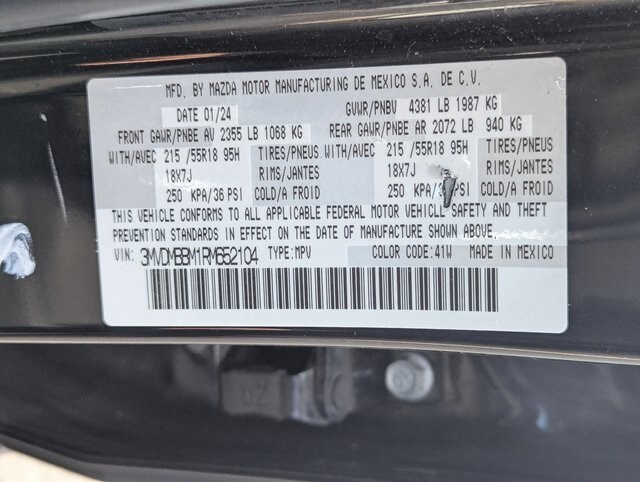 MFD. BY MAZDA MOTOR MANUFACTURING DE MEXICO S.A. DE C.V.
DATE 01/24 GVWR/PNBV 4381 LB 1987 KG
FRONT GAWR/PNBE AV 2355 LB 1068 KG REAR GAWR/PNBE AR 2072 LB 940 KG
WITH/AVEC 215 /55R18 95H TIRES/PNEUS WITH/AVEC 215 /55R18 95H TIRES/PNEUS
18X7J RIMS/JANTES 18X7J RIMS/JANTES
250 KPA/36 PSI COLD/A FROID 250 KPA/ PSI COLD/A FROID
THIS VEHICLE CONFORMS TO ALL APPLICABLE FEDERAL MOTOR VEHICLE SAFETY AND THEFT
PREVENTION STANDARDS IN EFFECT ON THE DATE OF MANUFACTURE SHOWN ABOVE.
VIN: 3MVDMBBM1RM652104 TYPE: MPV COLOR CODE: 41W MADE IN MEXICO